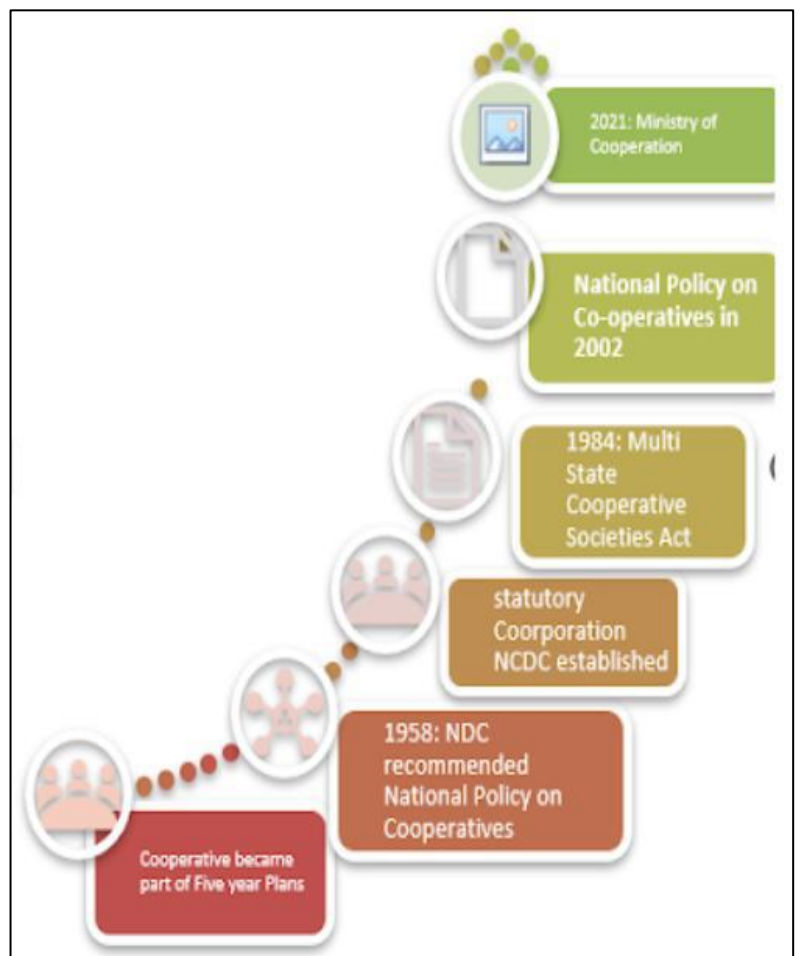 2021: Ministry of
Cooperation
National Policy on
Co-operatives in
2002
1984: Multi
State
Cooperative
Societies Act
statutory
Coorporation
NCDC established
1958: NDC
recommended
National Policy on
Cooperatives
Cooperative became
part of Five year Plans